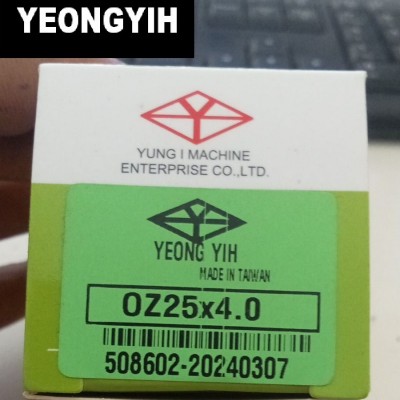 YEONGYIH
YUNG I MACHINE
ENTERPRISE CO.,LTD.
YEONG YIH
MADE IN TAIWAN
OZ25x4.0
508602-20240307